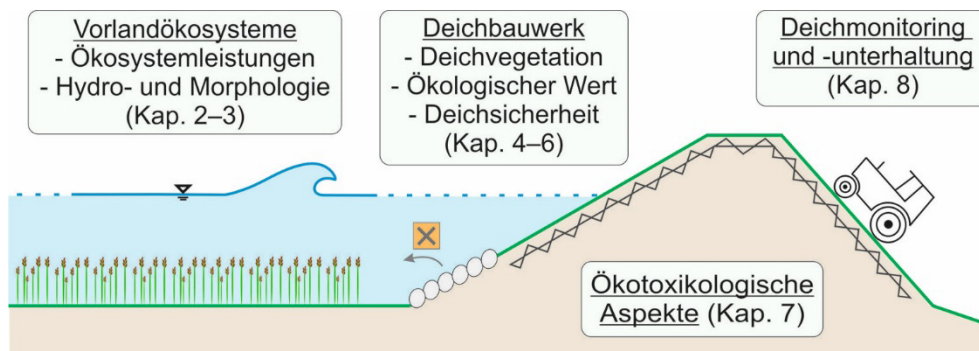 Vorlandökosysteme
- Ökosystemleistungen
- Hydro- und Morphologie
(Kap. 2–3)
Deichbauwerk
- Deichvegetation
- Ökologischer Wert
- Deichsicherheit
(Kap. 4–6)
Deichmonitoring
und -unterhaltung
(Kap. 8)
Ökotoxikologische
Aspekte (Kap. 7)